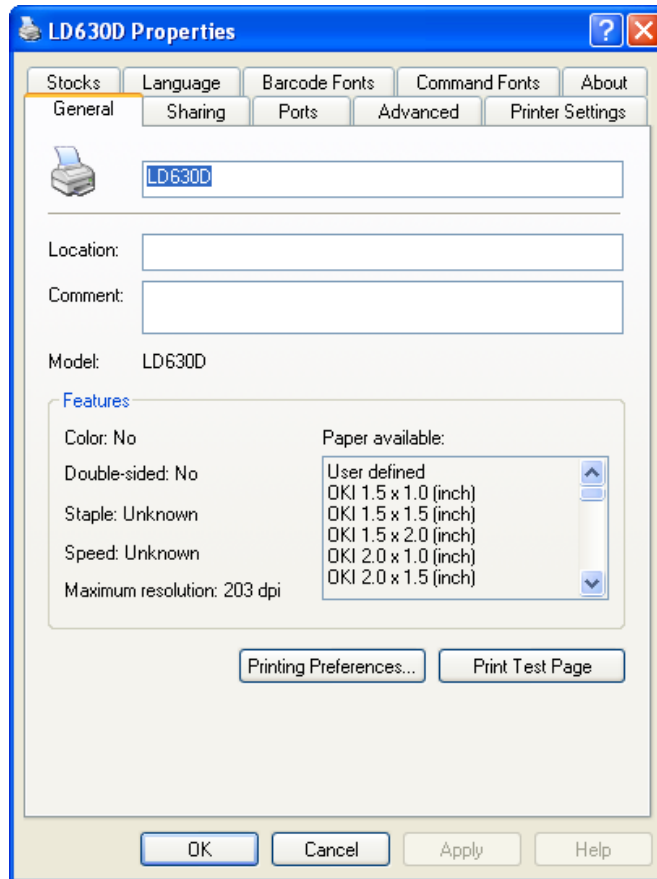 LD630D Properties
Stocks Language Barcode Fonts Command Fonts About
General Sharing Ports Advanced Printer Settings
LD630D
Location:
Comment:
Model: LD630D
Features
Color: No
Paper available:
Double-sided: No
User defined
OKI 1.5 x 1.0 (inch)
Staple: Unknown
OKI 1.5 x 1.5 (inch)
OKI 1.5 x 2.0 (inch)
Speed: Unknown
OKI 2.0 x 1.0 (inch)
OKI 2.0 x 1.5 (inch)
Maximum resolution: 203 dpi
Printing Preferences... Print Test Page
OK Cancel Apply Help